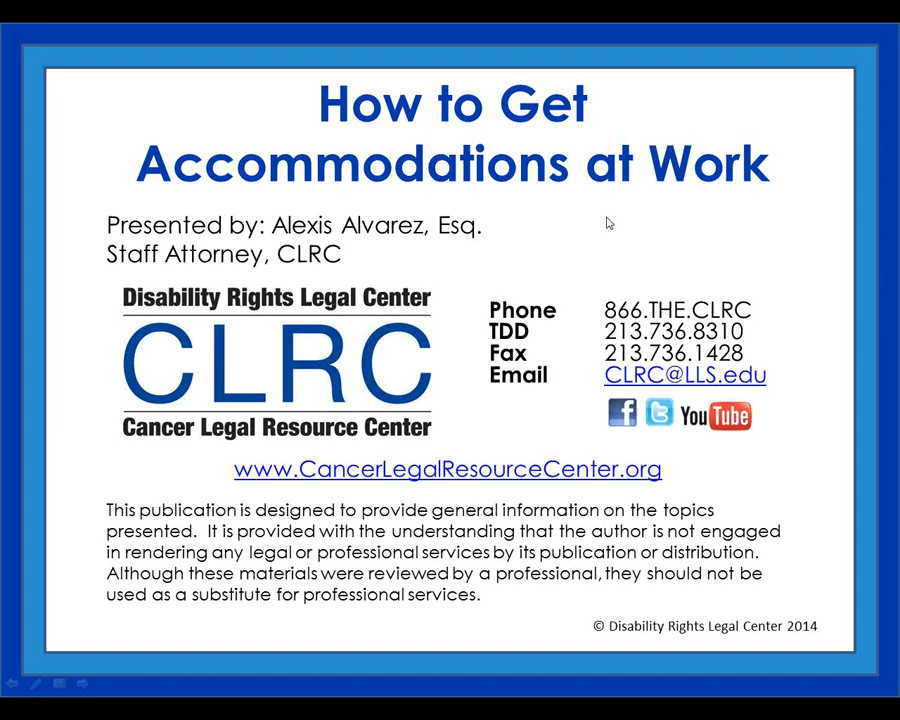 How to Get
Accommodations at Work
Presented by: Alexis Alvarez, Esq.
Staff Attorney, CLRC
Disability Rights Legal Center
CLRC
Cancer Legal Resource Center
Phone 866.THE.CLRC
TDD 213.736.8310
Fax 213.736.1428
Email CLRC@LLS.edu
f t You Tube
www.CancerLegalResourceCenter.org
This publication is designed to provide general information on the topics
presented. It is provided with the understanding that the author is not engaged
in rendering any legal or professional services by its publication or distribution.
Although these materials were reviewed by a professional, they should not be
used as a substitute for professional services.
© Disability Rights Legal Center 2014